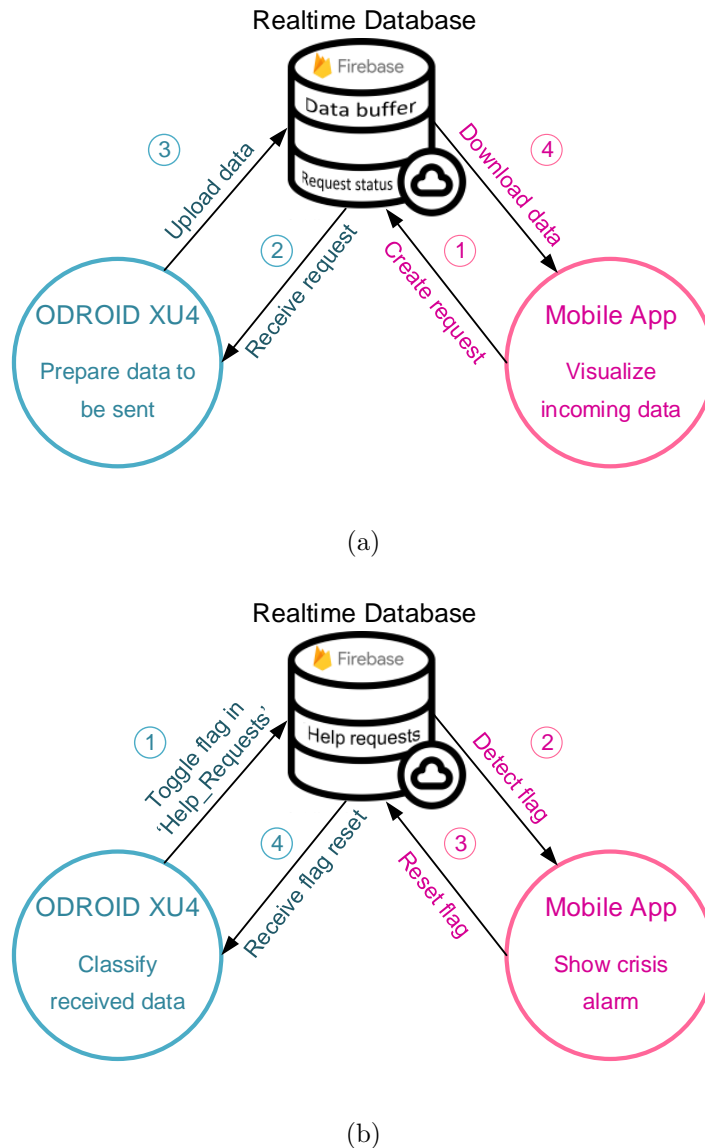 Realtime Database
Firebase
Data buffer
Request status
3
Upload data
4
Download data
2
Receive request
1
Create request
ODROID XU4
Prepare data to
be sent
Mobile App
Visualize
incoming data
(a)
Realtime Database
Firebase
Help requests
1
Toggle flag in
‘Help_Requests’
2
Detect flag
4
Receive flag reset
3
Reset flag
ODROID XU4
Classify
received data
Mobile App
Show crisis
alarm
(b)